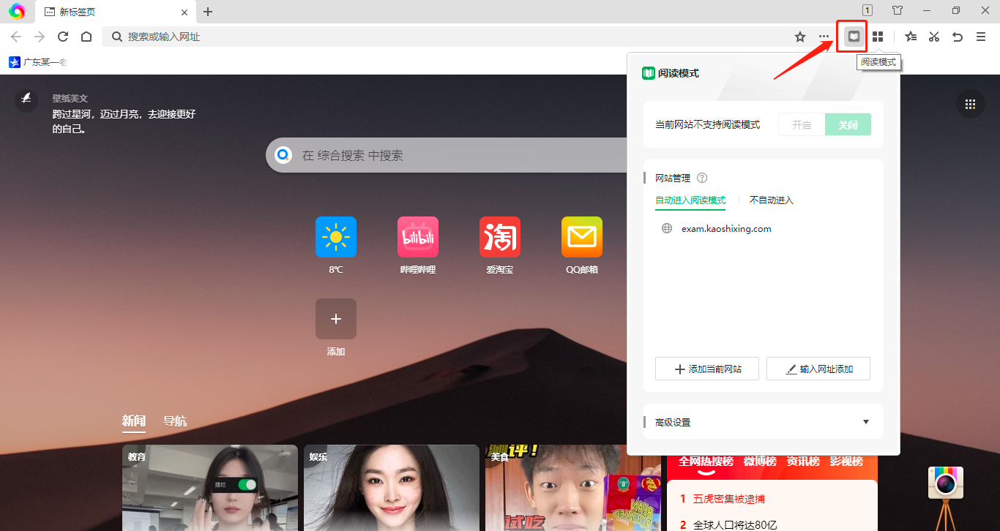 新标签页
1
搜索或输入网址
广东某一老
阅读模式
壁纸美文
跨过星河，迈过月亮，去迎接更好
的自己。
在 综合搜索 中搜索
8℃
哔哩哔哩
爱淘宝
QQ邮箱
bilibili
淘
添加
新闻
导航
教育
摆烂
娱乐
美食
测评！
试吃
阅读模式
当前网站不支持阅读模式
开启
关闭
网站管理
自动进入阅读模式
不自动进入
exam.kaoshixing.com
添加当前网站
输入网址添加
高级设置
全网热搜榜
微博榜
资讯榜
影视榜
1 五虎密集被逮捕
2 全球人口将达80亿